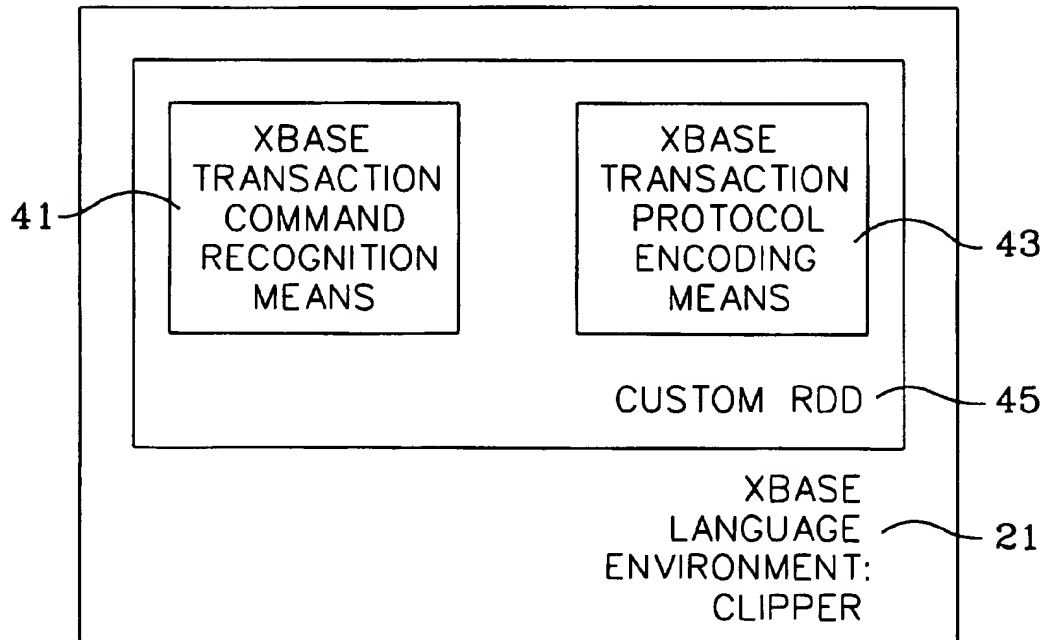 XBASE
TRANSACTION
COMMAND
RECOGNITION
MEANS
41
XBASE
TRANSACTION
PROTOCOL
ENCODING
MEANS
43
CUSTOM RDD
45
XBASE
LANGUAGE
ENVIRONMENT:
CLIPPER
21